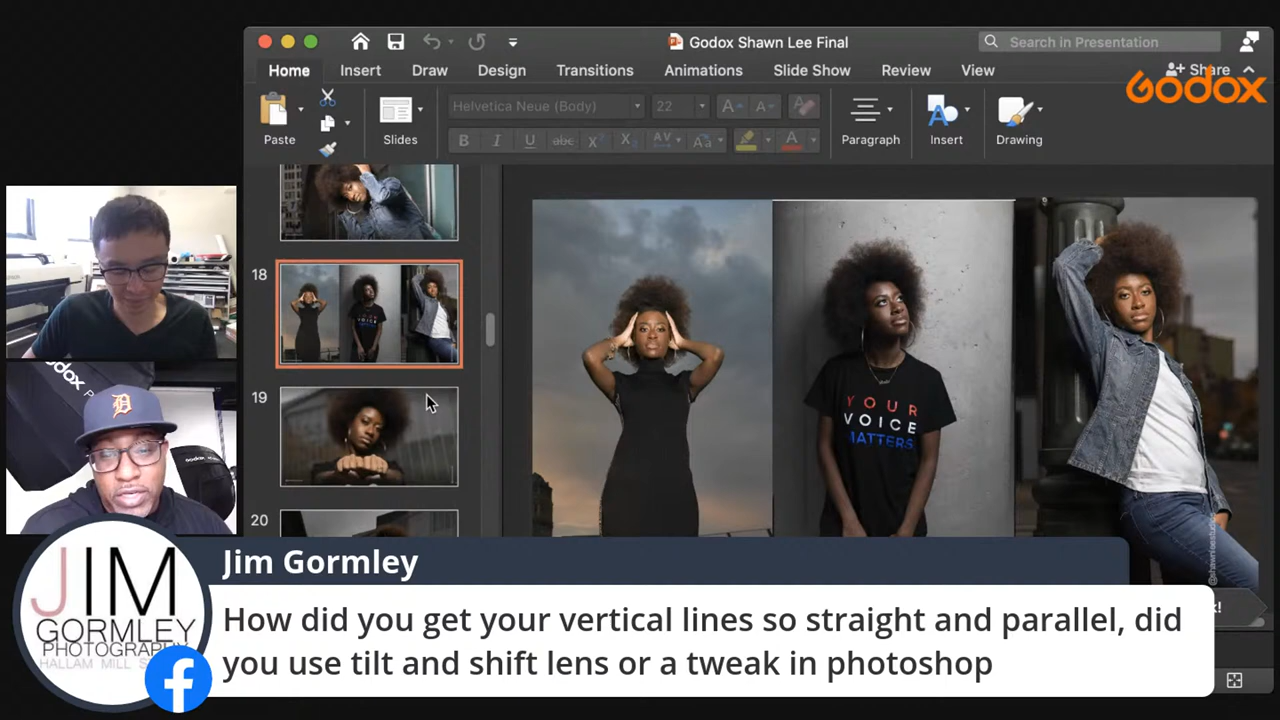 Godox Shawn Lee Final
Search in Presentation
Home
Insert
Draw
Design
Transitions
Animations
Slide Show
Review
View
Share
Godox
Paste
Slides
Helvetica Neue (Body)
22
Paragraph
Insert
Drawing
18
19
20
YOUR
VOICE
MATTERS
D
JIM
GORMLEY
PHOTOGRAPHY
HALLAM MILL
Jim Gormley
How did you get your vertical lines so straight and parallel, did
you use tilt and shift lens or a tweak in photoshop